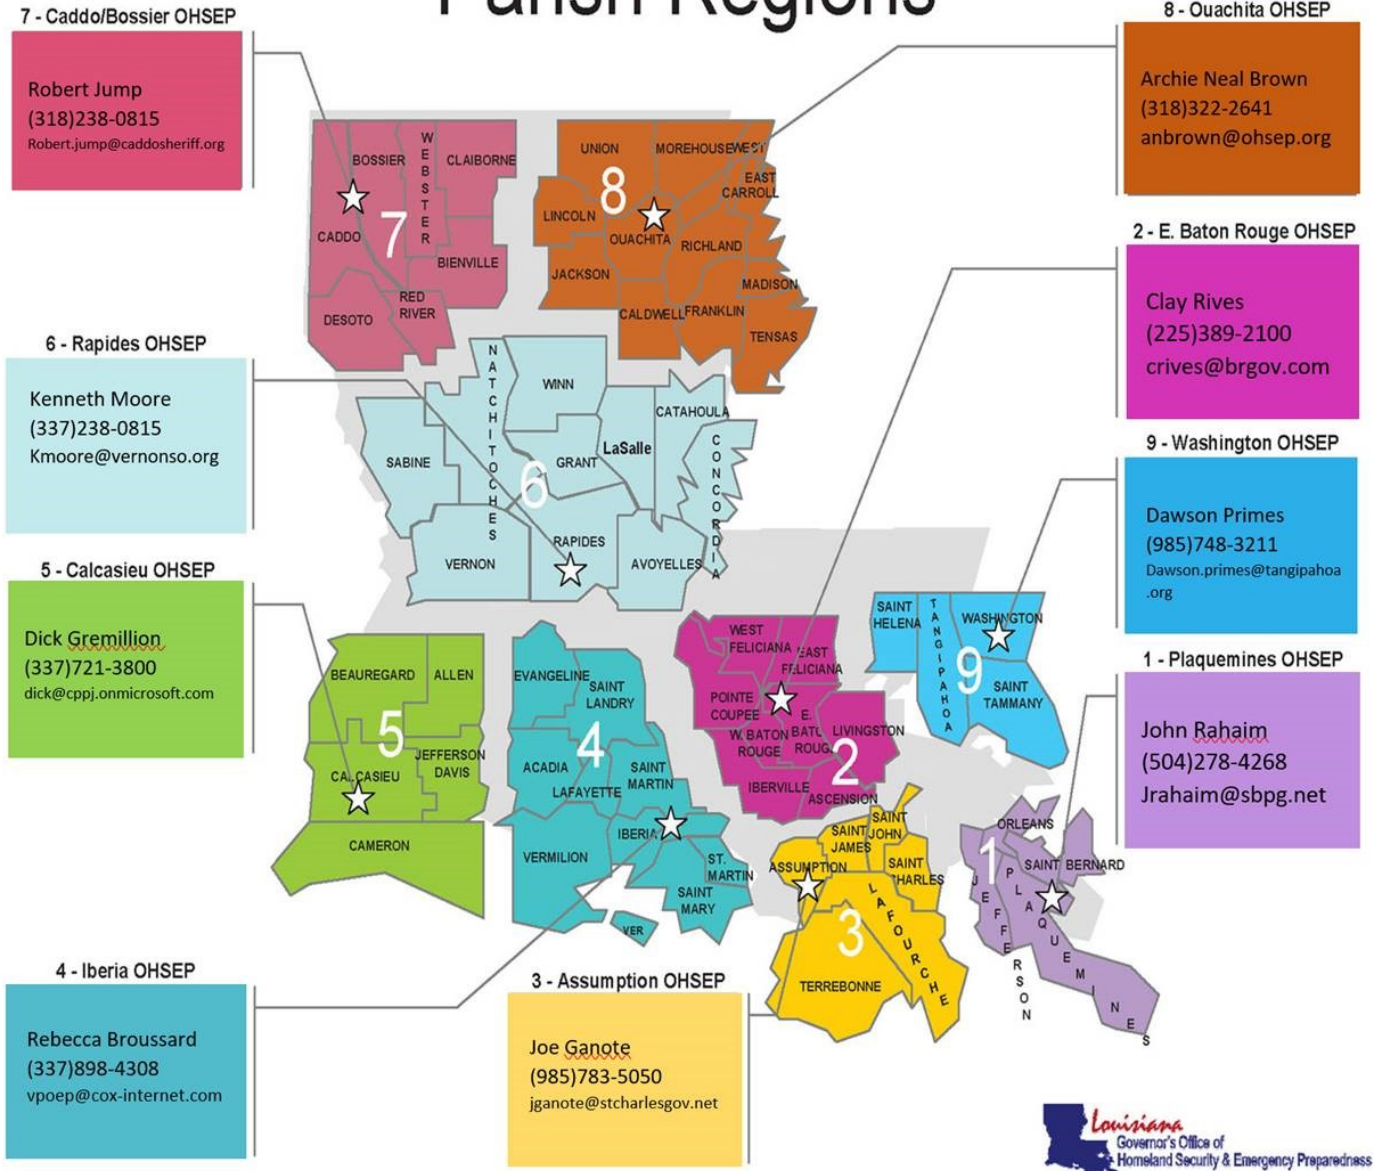 Parish Regions
7 - Caddo/Bossier OHSEP
Robert Jump
(318)238-0815
Robert.jump@caddosheriff.org
8 - Ouachita OHSEP
Archie Neal Brown
(318)322-2641
anbrown@ohsep.org
2 - E. Baton Rouge OHSEP
Clay Rives
(225)389-2100
crives@brgov.com
6 - Rapides OHSEP
Kenneth Moore
(337)238-0815
Kmoore@vernonso.org
9 - Washington OHSEP
Dawson Primes
(985)748-3211
Dawson.primes@tangipahoa
.org
5 - Calcasieu OHSEP
Dick Gremillion
(337)721-3800
dick@cppj.onmicrosoft.com
1 - Plaquemines OHSEP
John Rahaim
(504)278-4268
Jrahaim@sbpg.net
4 - Iberia OHSEP
Rebecca Broussard
(337)898-4308
vpoep@cox-internet.com
3 - Assumption OHSEP
Joe Ganote
(985)783-5050
jganote@stcharlesgov.net
BOSSIER
WEBSTER
CLAIBORNE
CADDO
7
BIENVILLE
RED
RIVER
DESOTO
UNION
MOREHOUSE
WEST
EAST
CARROLL
8
LINCOLN
OUACHITA
RICHLAND
JACKSON
MADISON
CALDWELL
FRANKLIN
TENSAS
NATCHITOCHES
WINN
CATAHOULA
LaSalle
SABINE
GRANT
6
CONCORDIA
RAPIDES
VERNON
AVOYELLES
BEAUREGARD
ALLEN
5
JEFFERSON
DAVIS
CALCASIEU
CAMERON
EVANGELINE
SAINT
LANDRY
4
ACADIA
LAFAYETTE
SAINT
MARTIN
IBERIA
VERMILION
ST.
MARTIN
SAINT
MARY
VER
WEST
FELICIANA
EAST
FELICIANA
POINTE
COUPEE
E.
BATO
ROUG
W. BATON
ROUGE
LIVINGSTON
2
IBERVILLE
ASCENSION
SAINT
HELENA
TANGIPAHOA
WASHINGTON
9
SAINT
TAMMANY
SAINT
JOHN
SAINT
JAMES
ASSUMPTION
SAINT
CHARLES
LAFOURCHE
3
TERREBONNE
ORLEANS
1
SAINT BERNARD
JEFFERSON
PLAQUEMINES
Louisiana
Governor's Office of
Homeland Security & Emergency Preparedness